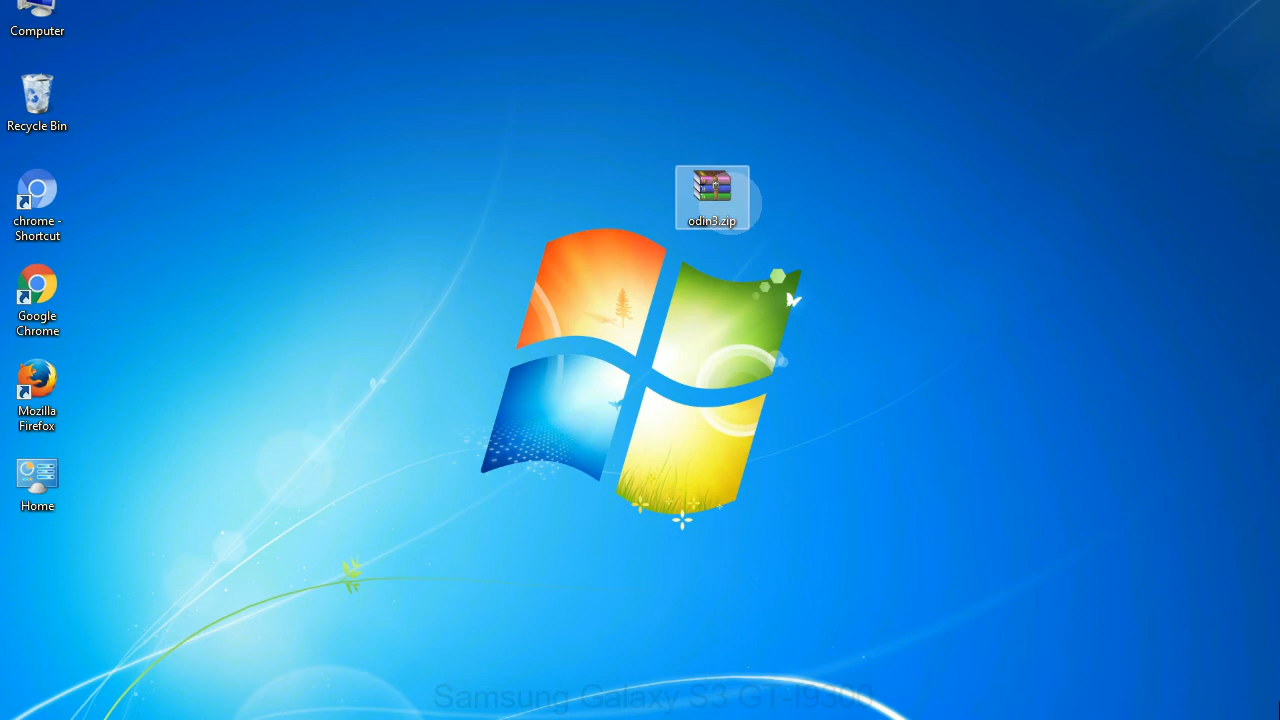 Computer
Recycle Bin
chrome -
Shortcut
Google
Chrome
Mozilla
Firefox
Home
odin3.zip
Samsung Galaxy S3 GT-I9300